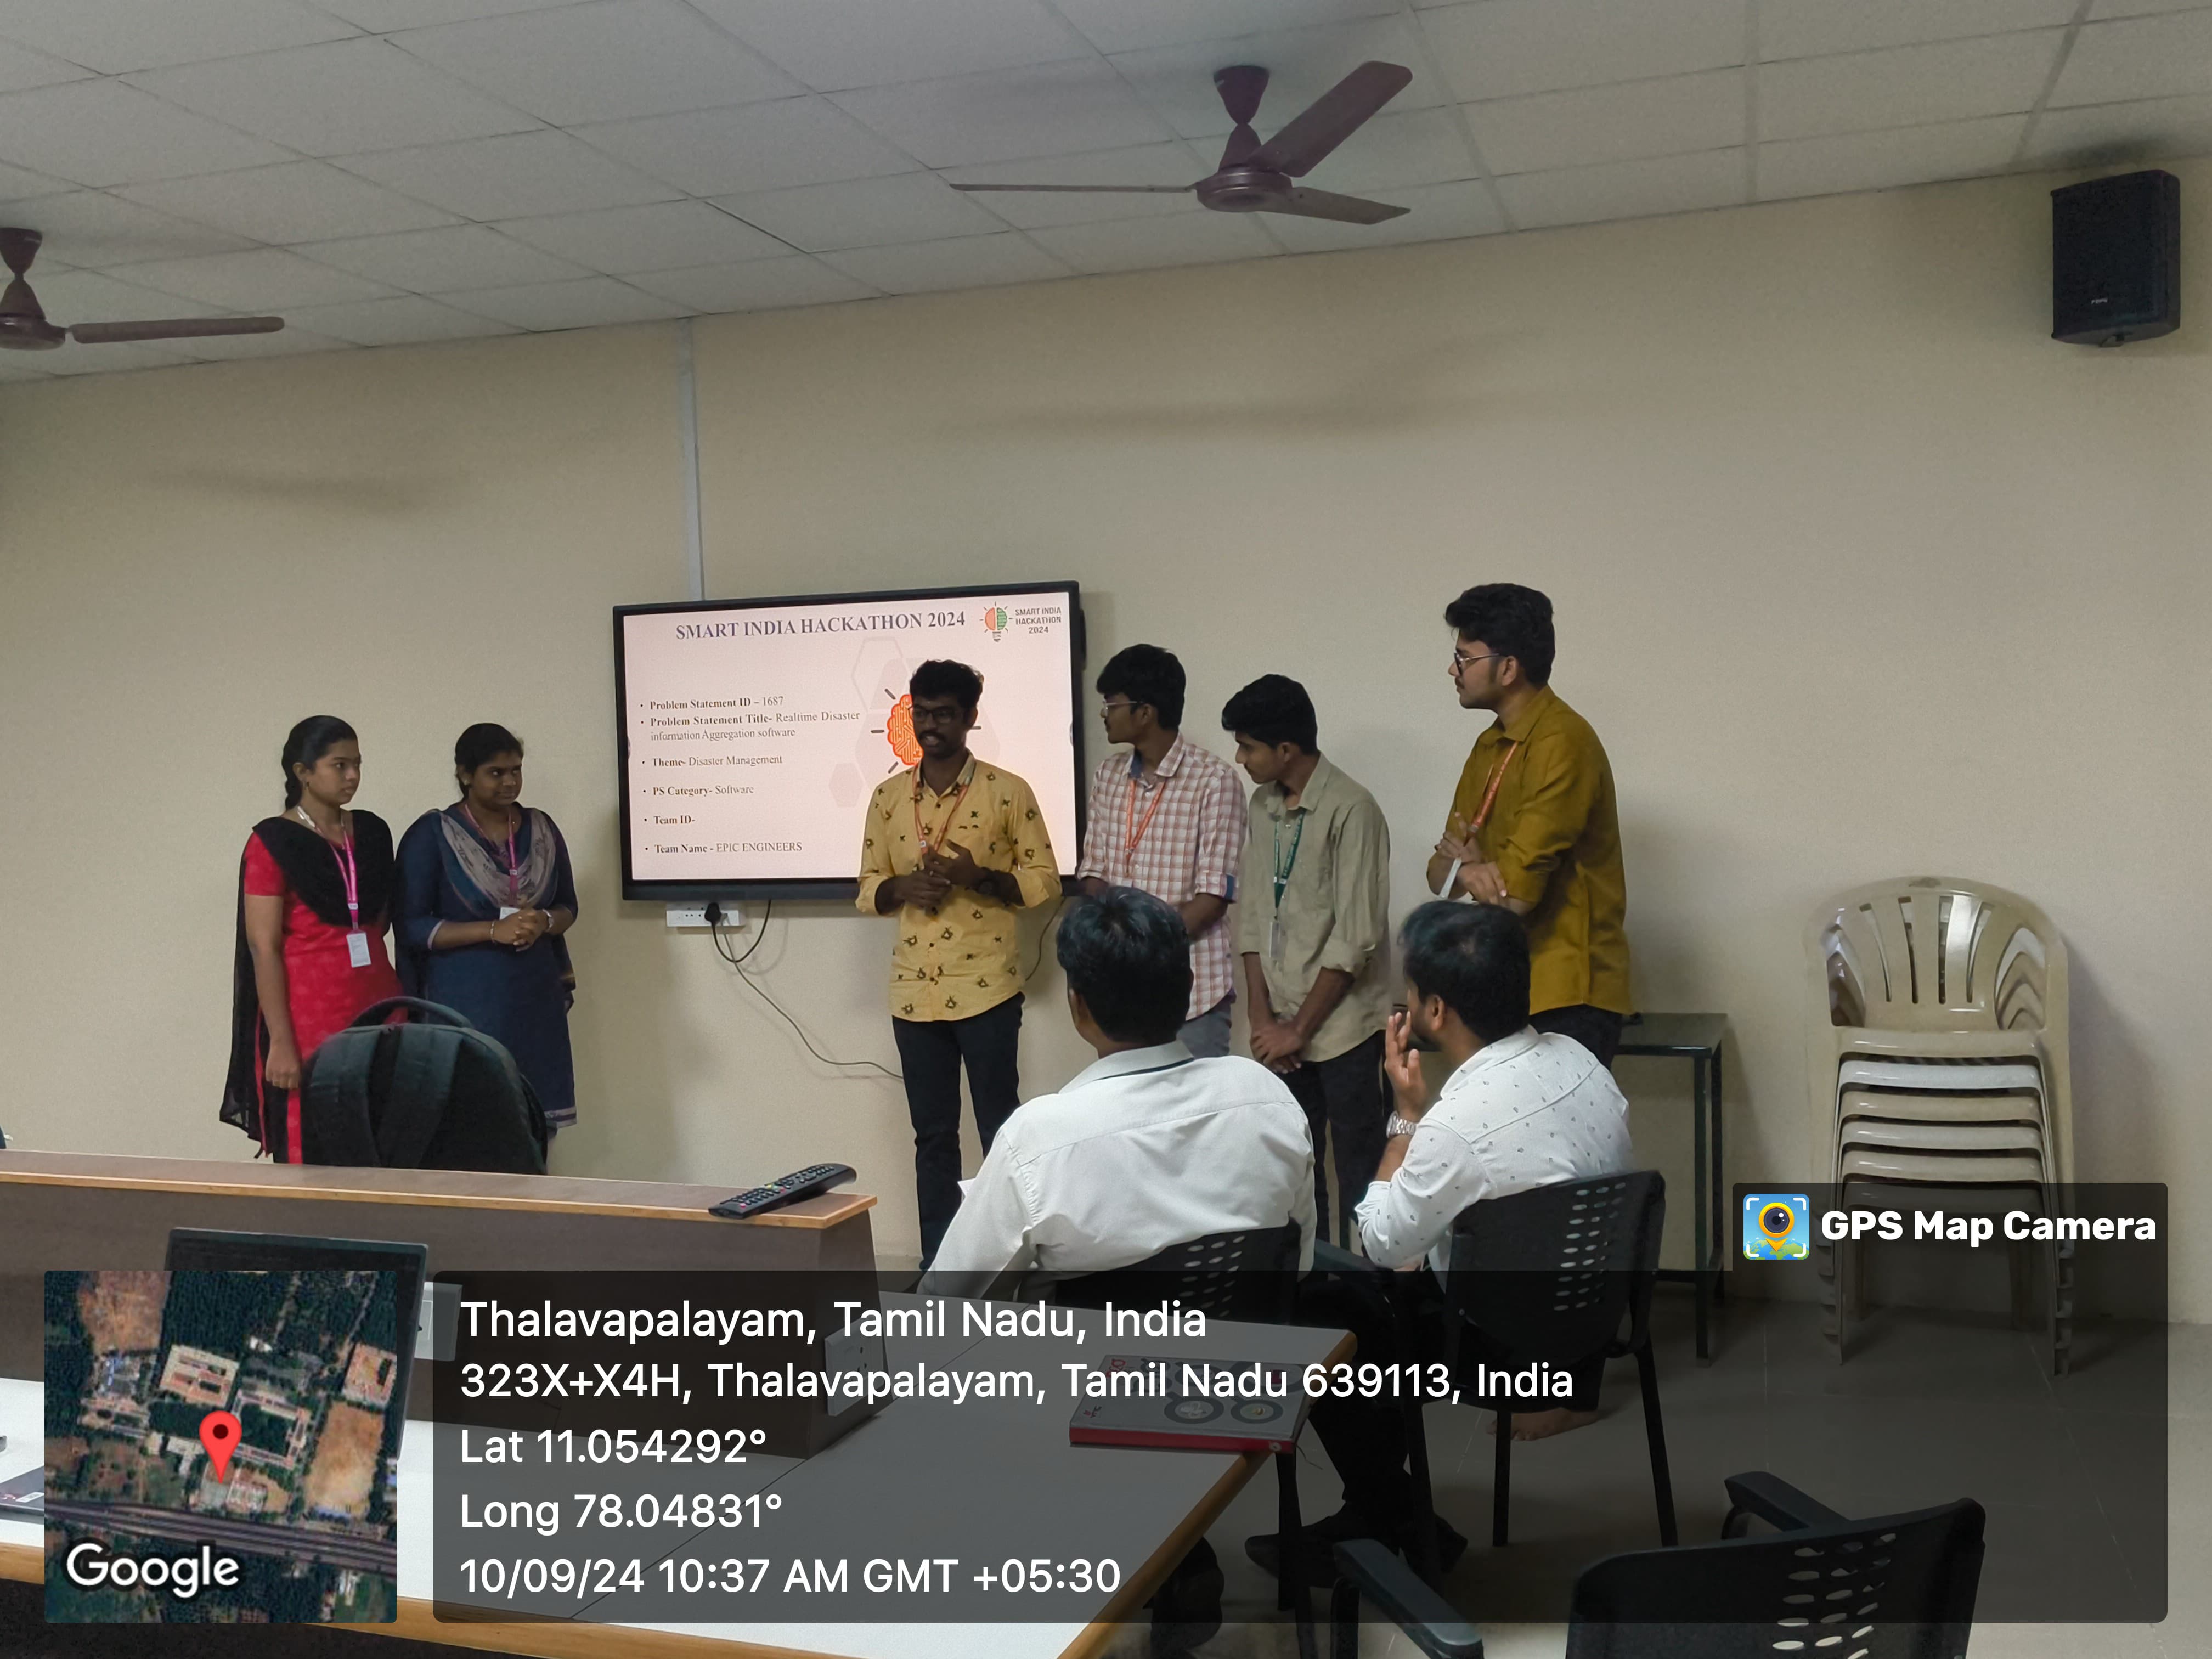 SMART INDIA HACKATHON 2024
SMART INDIA
HACKATHON
2024
• Problem Statement ID – 1687
• Problem Statement Title- Realtime Disaster
information Aggregation software
• Theme- Disaster Management
• PS Category- Software
• Team ID-
• Team Name - EPIC ENGINEERS
GPS Map Camera
Thalavapalayam, Tamil Nadu, India
323X+X4H, Thalavapalayam, Tamil Nadu 639113, India
Lat 11.054292°
Long 78.04831°
10/09/24 10:37 AM GMT +05:30
Google